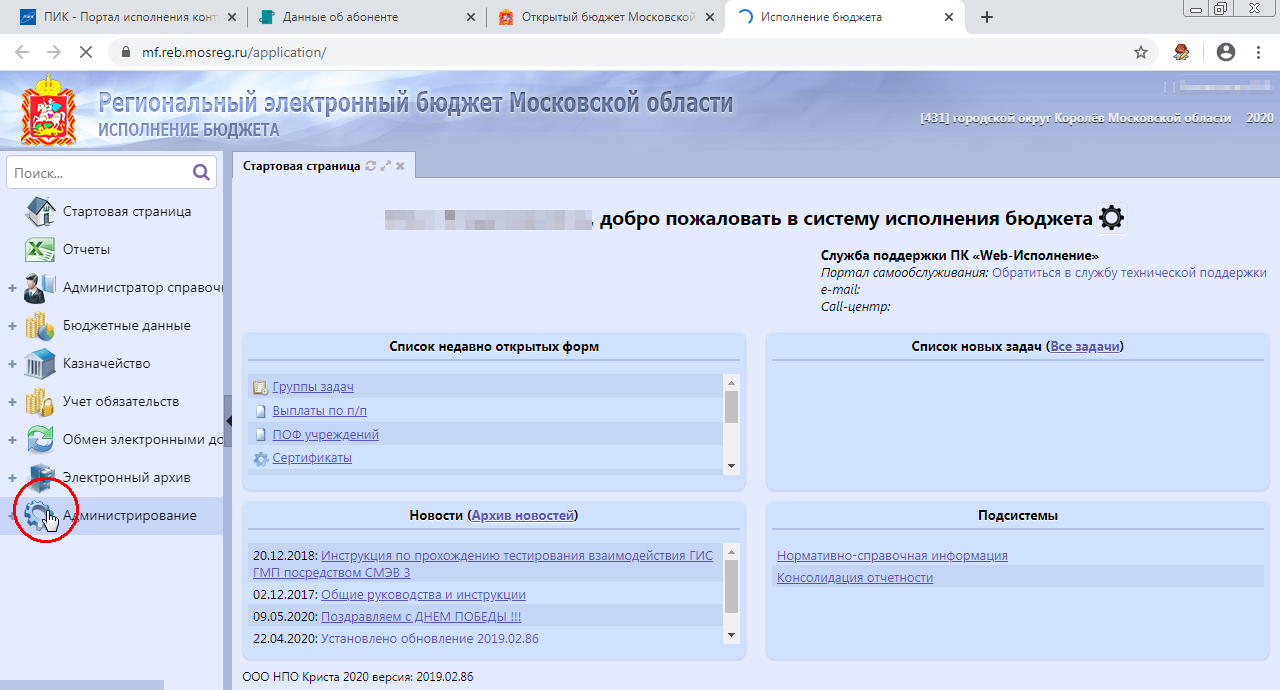 ПИК - Портал исполнения конт
Данные об абоненте
Открытый бюджет Московской
Исполнение бюджета
mf.reb.mosreg.ru/application/
Региональный электронный бюджет Московской области
ИСПОЛНЕНИЕ БЮДЖЕТА
[431] городской округ Королёв Московской области 2020
Поиск...
Стартовая страница
Отчеты
Администратор справочн
Бюджетные данные
Казначейство
Учет обязательств
Обмен электронными до
Электронный архив
Администрирование
Стартовая страница
, добро пожаловать в систему исполнения бюджета
Служба поддержки ПК «Web-Исполнение»
Портал самообслуживания: Обратиться в службу технической поддержки
e-mail:
Call-центр:
Список недавно открытых форм
Группы задач
Выплаты по п/п
ПОФ учреждений
Сертификаты
Список новых задач (Все задачи)
Новости (Архив новостей)
20.12.2018: Инструкция по прохождению тестирования взаимодействия ГИС
ГМП посредством СМЭВ 3
02.12.2017: Общие руководства и инструкции
09.05.2020: Поздравляем с ДНЕМ ПОБЕДЫ !!!
22.04.2020: Установлено обновление 2019.02.86
Подсистемы
Нормативно-справочная информация
Консолидация отчетности
ООО НПО Криста 2020 версия: 2019.02.86